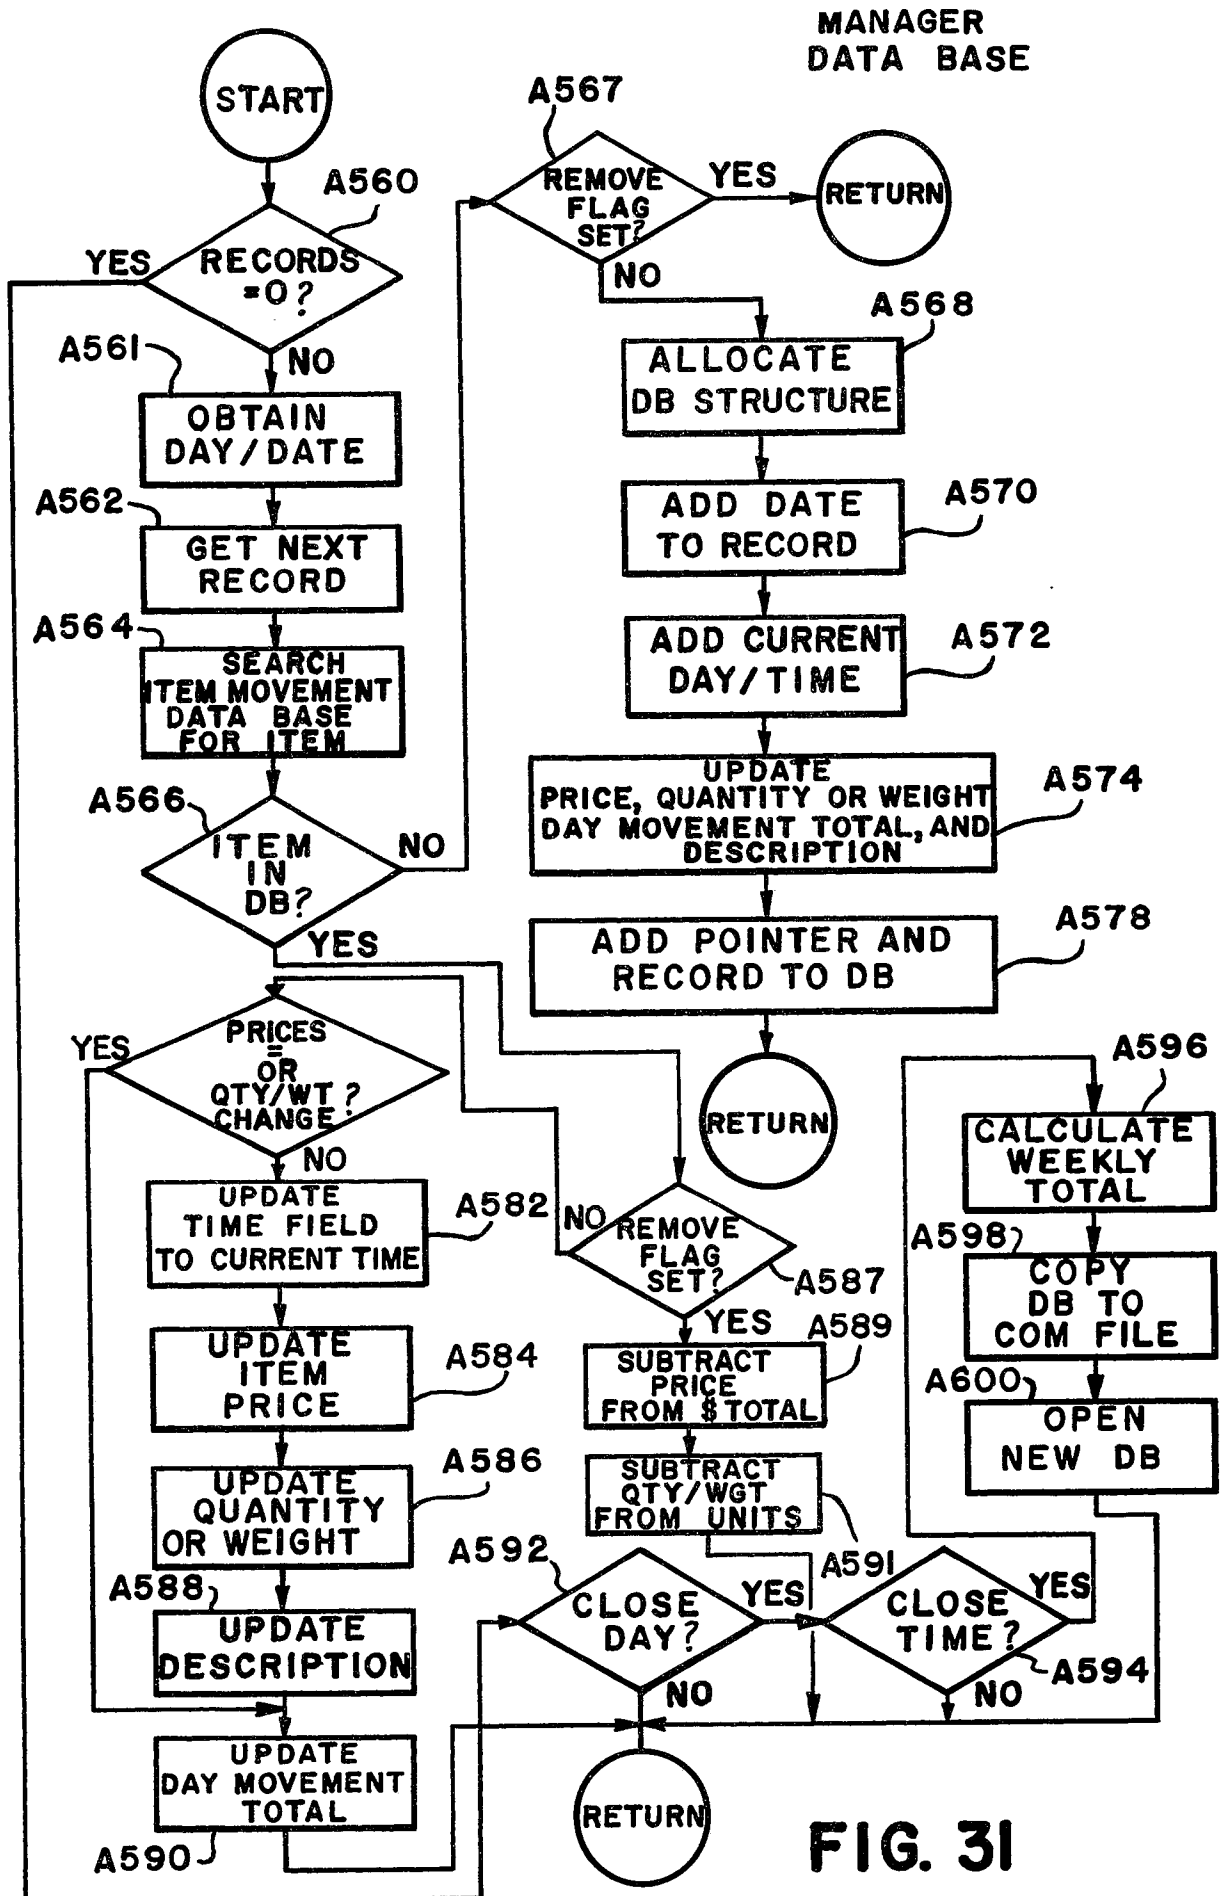 MANAGER
DATA BASE
START
A560
YES
RECORDS
=0?
NO
A561
OBTAIN
DAY/DATE
A562
GET NEXT
RECORD
A564
SEARCH
ITEM MOVEMENT
DATA BASE
FOR ITEM
A566
ITEM
IN
DB?
NO
YES
A567
REMOVE
FLAG
SET?
YES
RETURN
NO
A568
ALLOCATE
DB STRUCTURE
A570
ADD DATE
TO RECORD
A572
ADD CURRENT
DAY/TIME
A574
UPDATE
PRICE, QUANTITY OR WEIGHT
DAY MOVEMENT TOTAL, AND
DESCRIPTION
A578
ADD POINTER AND
RECORD TO DB
RETURN
YES
PRICES
=
OR
QTY/WT?
CHANGE
NO
UPDATE
TIME FIELD
TO CURRENT TIME
A582
UPDATE
ITEM
PRICE
A584
UPDATE
QUANTITY
OR WEIGHT
A586
A588
UPDATE
DESCRIPTION
UPDATE
DAY MOVEMENT
TOTAL
A590
NO
REMOVE
FLAG
SET?
A587
YES
A589
SUBTRACT
PRICE
FROM $ TOTAL
SUBTRACT
QTY/WGT
FROM UNITS
A591
A592
CLOSE
DAY?
YES
NO
CLOSE
TIME?
YES
A594
NO
A596
CALCULATE
WEEKLY
TOTAL
A598
COPY
DB TO
COM FILE
A600
OPEN
NEW DB
RETURN
FIG. 31